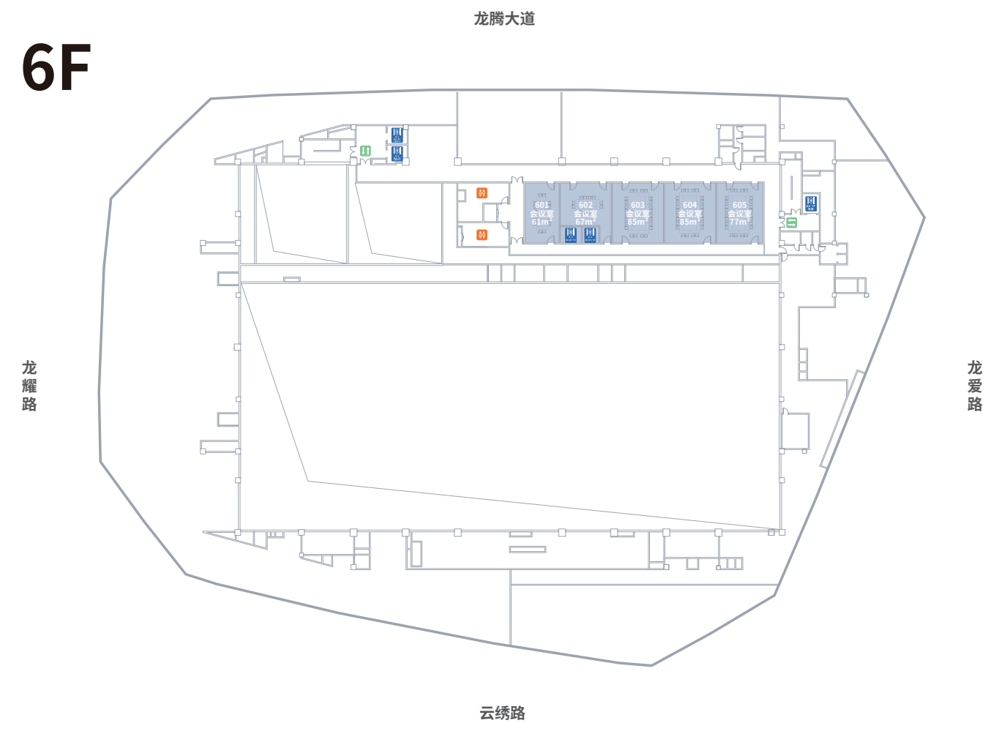 龙腾大道
6F
601
会议室
61m²
602
会议室
67m²
603
会议室
85m²
604
会议室
85m²
605
会议室
77m²
龙耀路
龙爱路
云绣路